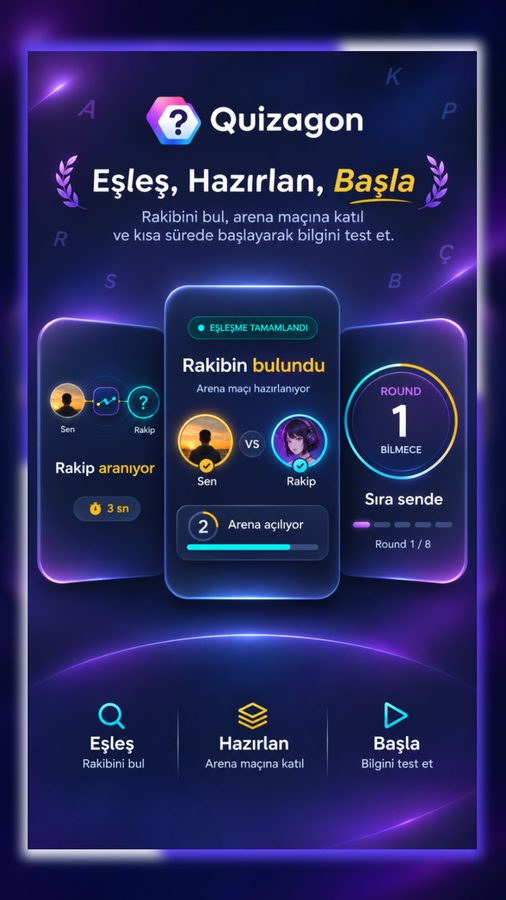 Quizagon
Eşleş, Hazırlan, Başla
Rakibini bul, arena maçına katıl
ve kısa sürede başlayarak bilgini test et.
A
K
P
R
S
B
Ç
?
Sen
Rakip
Rakip aranıyor
3 sn
EŞLEŞME TAMAMLANDI
Rakibin bulundu
Arena maçı hazırlanıyor
VS
Sen
Rakip
2
Arena açılıyor
ROUND
1
BİLMECE
Sıra sende
Round 1 / 8
Eşleş
Rakibini bul
Hazırlan
Arena maçına katıl
Başla
Bilgini test et